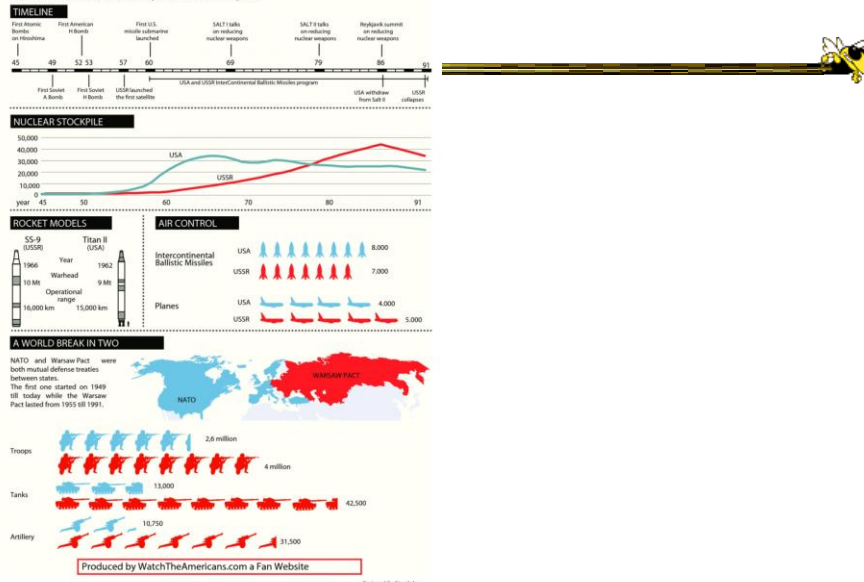 TIMELINE
First Atomic
Bombs
on Hiroshima
First American
H Bomb
First U.S.
missile submarine
launched
SALT I talks
on reducing
nuclear weapons
SALT II talks
on reducing
nuclear weapons
Reykjavik summit
on reducing
nuclear weapons
45 49 52 53 57 60 69 79 86 91
USA and USSR InterContinental Ballistic Missiles program
First Soviet
A Bomb
First Soviet
H Bomb
USSR launched
the first satellite
USA withdraw
from Salt II
USSR
collapses
NUCLEAR STOCKPILE
50,000
40,000
30,000
20,000
10,000
0
USA
USSR
year 45 50 60 70 80 91
ROCKET MODELS
SS-9
(USSR)
Titan II
(USA)
Year
1966 1962
Warhead
10 Mt 9 Mt
Operational
range
16,000 km 15,000 km
AIR CONTROL
Intercontinental
Ballistic Missiles
USA 8.000
USSR 7.000
Planes
USA 4.000
USSR 5.000
A WORLD BREAK IN TWO
NATO and Warsaw Pact were
both mutual defense treaties
between states.
The first one started on 1949
till today while the Warsaw
Pact lasted from 1955 till 1991.
NATO
WARSAW PACT
Troops
2,6 million
4 million
Tanks
13,000
42,500
Artillery
10,750
31,500
Produced by WatchTheAmericans.com a Fan Website